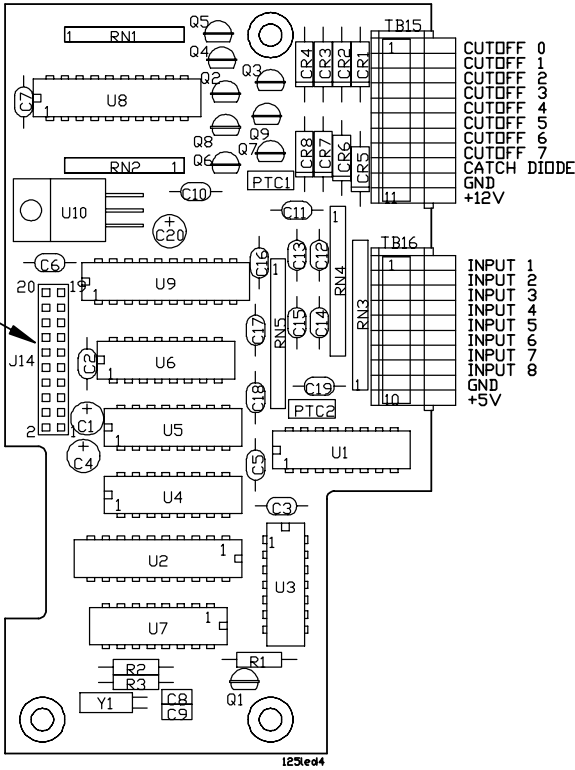 Q5
TB15
1 RN1
Q4
CR4 CR3 CR2 CR1
1
CUTOFF 0
CUTOFF 1
CUTOFF 2
CUTOFF 3
CUTOFF 4
CUTOFF 5
CUTOFF 6
CUTOFF 7
CATCH DIODE
GND
+12V
11
Q2
Q3
C7
U8
1
Q8
Q9
Q6
Q7
CR8 CR7 CR6 CR5
RN2 1
PTC1
C10
U10
C11
1
+
C20
TB16
1
INPUT 1
INPUT 2
INPUT 3
INPUT 4
INPUT 5
INPUT 6
INPUT 7
INPUT 8
GND
+5V
10
C6
C16
C13
C12
RN4
1
RN5
RN3
1
20 19
1
U9
J14
C17
C15
C14
C2
U6
1
C19
C18
PTC2
2 1
+
C1
U5
1
+
C4
C5
U1
1
U4
1
C3
U2 1
1
U3
U7 1
R1
R2
R3
Q1
Y1
C8
C9
125led4